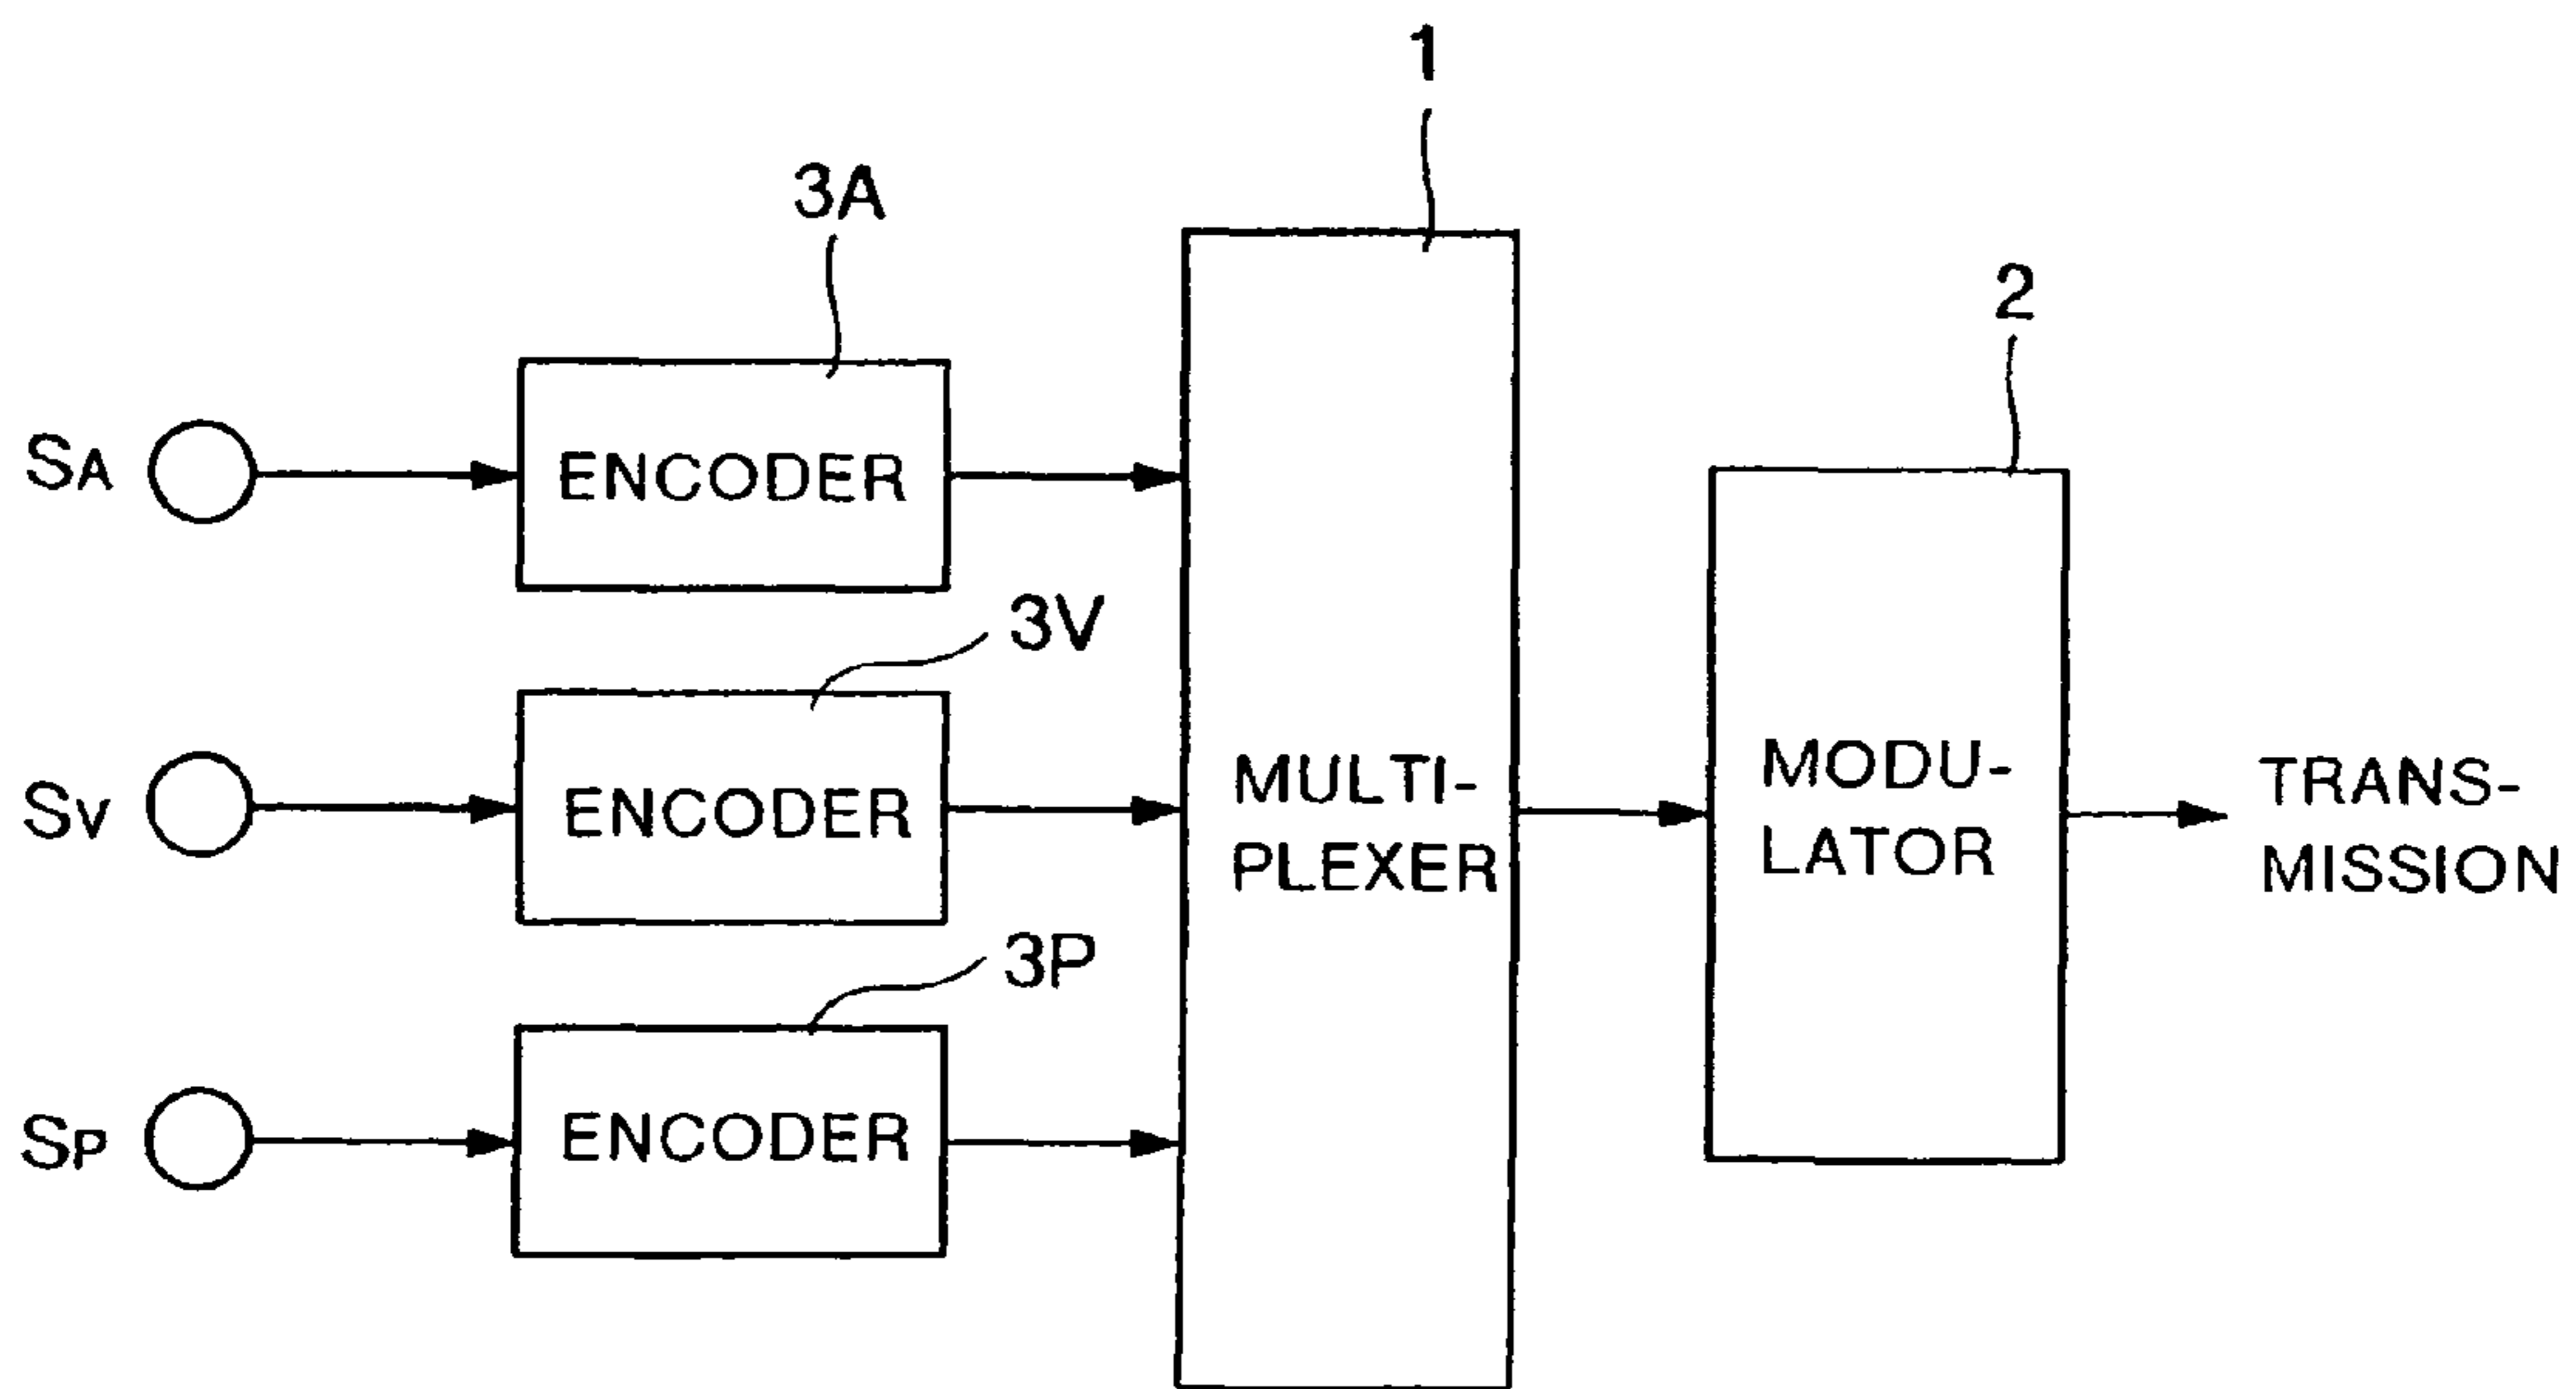 1
3A
2
SA
ENCODER
3V
SV
ENCODER
MULTI-
PLEXER
MODU-
LATOR
TRANS-
MISSION
3P
SP
ENCODER